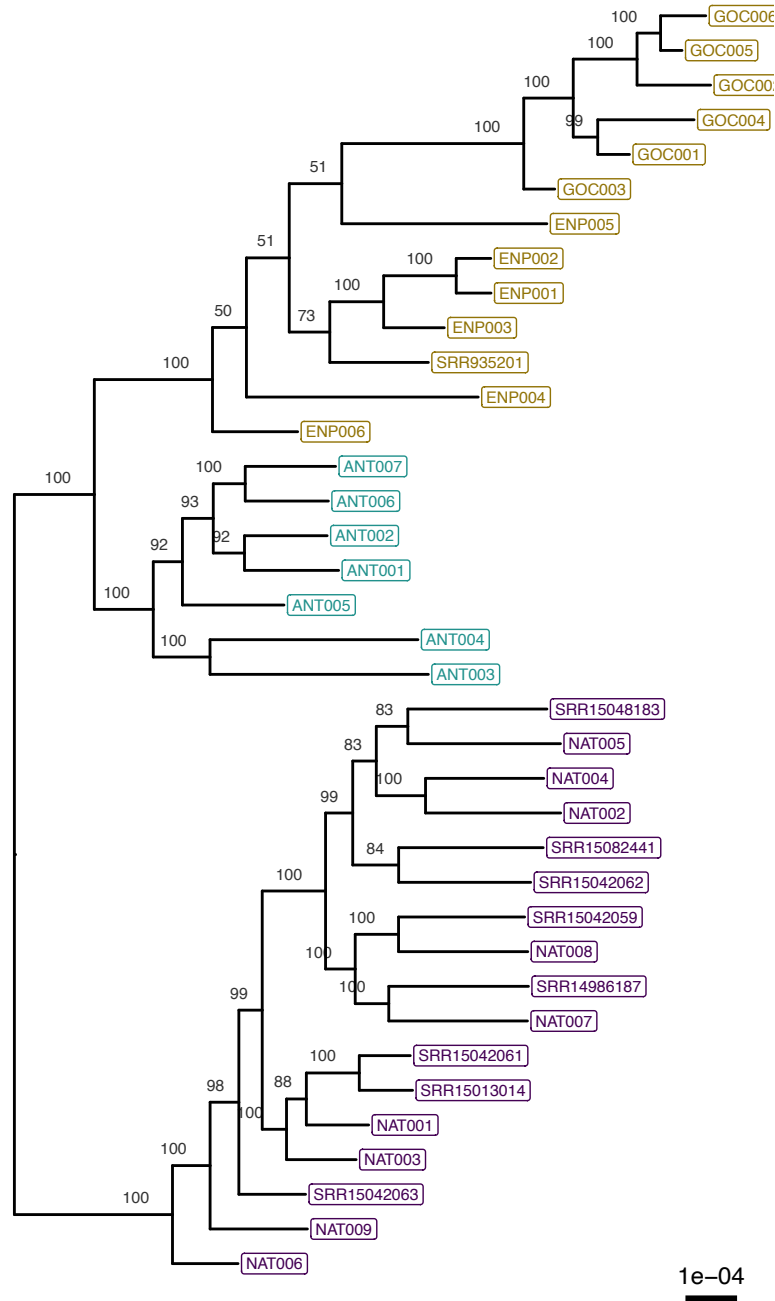 100
GOC006
100
GOC005
100
GOC002
GOC004
99
100
GOC001
GOC003
51
ENP005
51
100
ENP002
100
ENP001
50
73
ENP003
SRR935201
100
ENP004
ENP006
100
ANT007
100
93
ANT006
92
ANT002
92
ANT001
100
ANT005
100
ANT004
ANT003
83
SRR15048183
83
NAT005
100
NAT004
99
NAT002
84
SRR15082441
100
SRR15042062
100
SRR15042059
100
NAT008
100
SRR14986187
99
NAT007
100
SRR15042061
88
SRR15013014
98
100
NAT001
100
NAT003
100
SRR15042063
NAT009
NAT006
1e−04